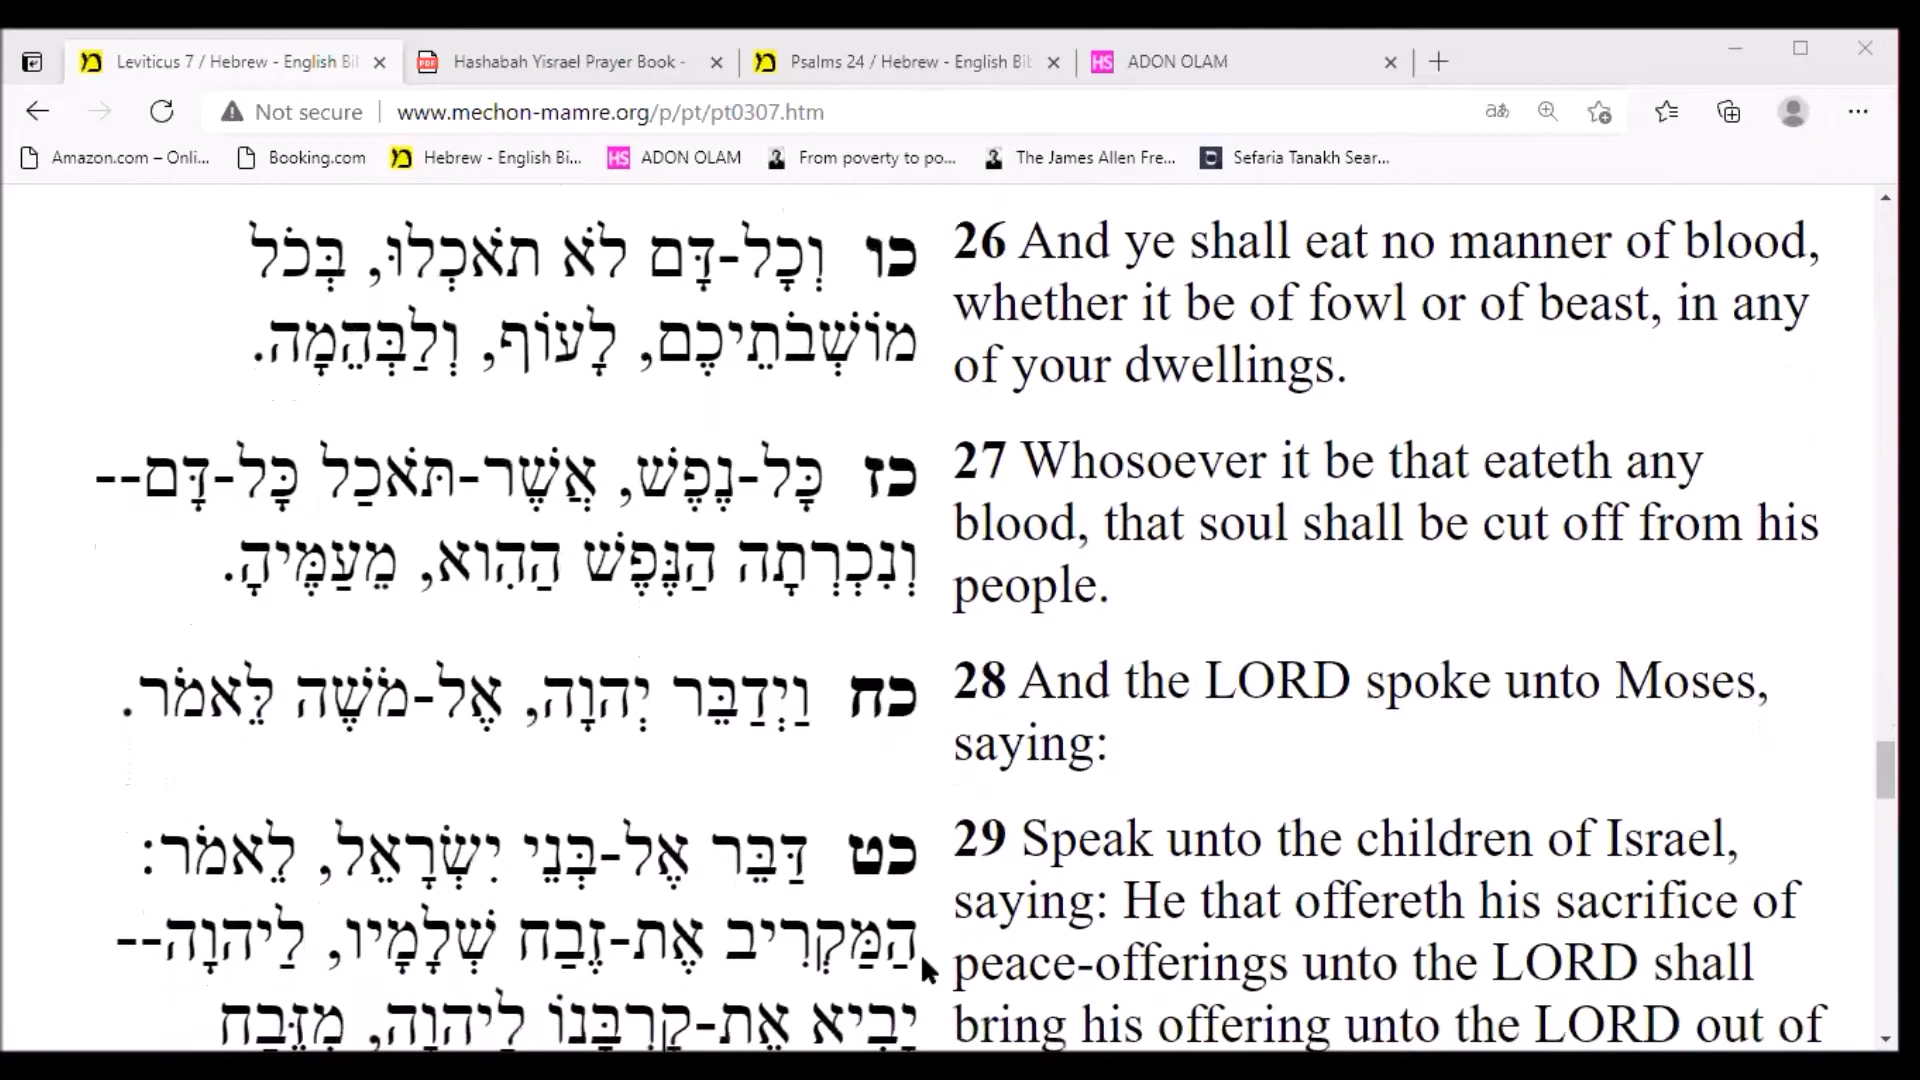 Leviticus 7 / Hebrew - English Bil
Hashabah Yisrael Prayer Book -
Psalms 24 / Hebrew - English Bib
HS ADON OLAM
Not secure
www.mechon-mamre.org/p/pt/pt0307.htm
Amazon.com – Onli...
Booking.com
Hebrew - English Bi...
HS ADON OLAM
From poverty to po...
The James Allen Fre...
Sefaria Tanakh Sear...
כו וְכָל-דָּם לֹא תֹאכְלוּ, בְּכֹל
מוֹשְׁבֹתֵיכֶם, לָעוֹף, וְלַבְּהֵמָה.
26 And ye shall eat no manner of blood,
whether it be of fowl or of beast, in any
of your dwellings.
כז כָּל-נֶפֶשׁ, אֲשֶׁר-תֹּאכַל כָּל-דָּם--
וְנִכְרְתָה הַנֶּפֶשׁ הַהִוא, מֵעַמֶּיהָ.
27 Whosoever it be that eateth any
blood, that soul shall be cut off from his
people.
כח וַיְדַבֵּר יְהוָה, אֶל-מֹשֶׁה לֵּאמֹר.
28 And the LORD spoke unto Moses,
saying:
כט דַּבֵּר אֶל-בְּנֵי יִשְׂרָאֵל, לֵאמֹר:
הַמַּקְרִיב אֶת-זֶבַח שְׁלָמָיו, לַיהוָה--
יָבִיא אֶת-קָרְבָּנוֹ לַיהוָה, מִזֶּבַח
29 Speak unto the children of Israel,
saying: He that offereth his sacrifice of
peace-offerings unto the LORD shall
bring his offering unto the LORD out of